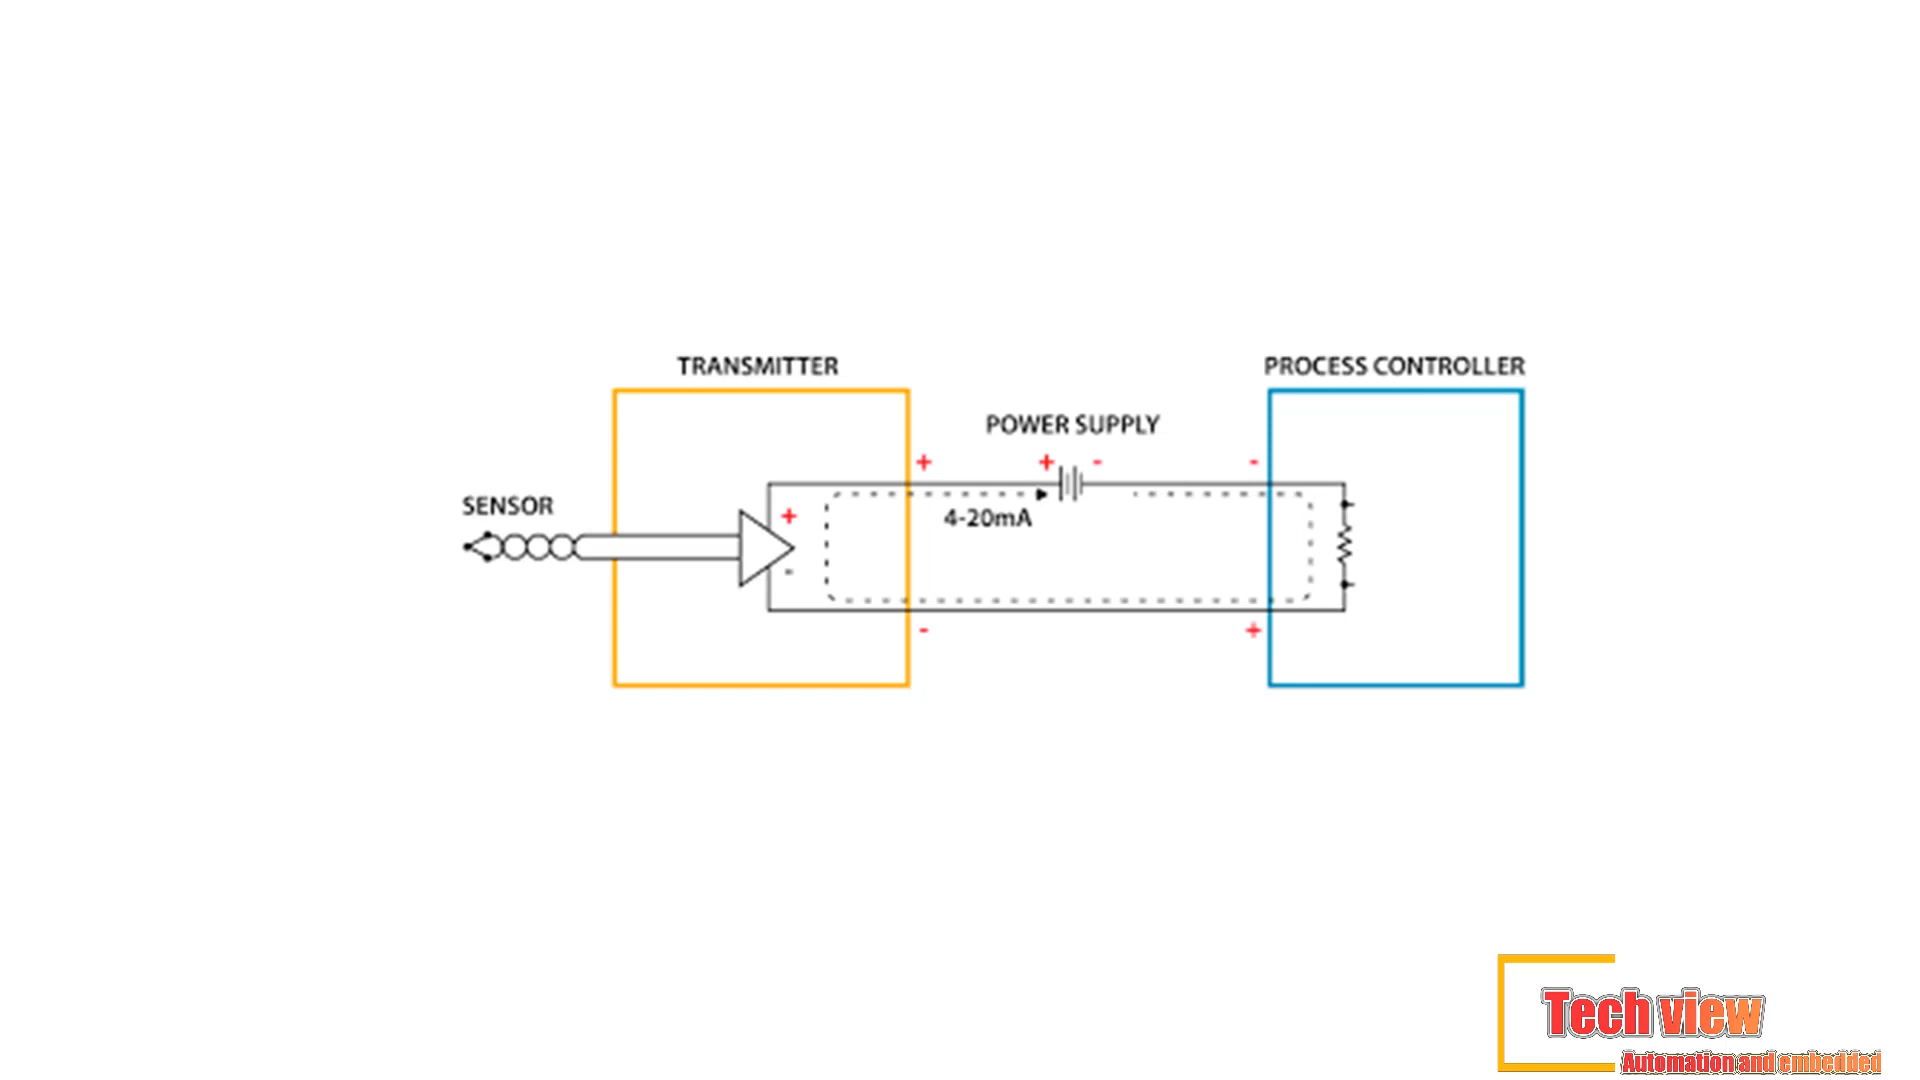 TRANSMITTER
PROCESS CONTROLLER
POWER SUPPLY
+ + - -
SENSOR
+
4-20mA
-
- +
Tech view
Automation and embedded